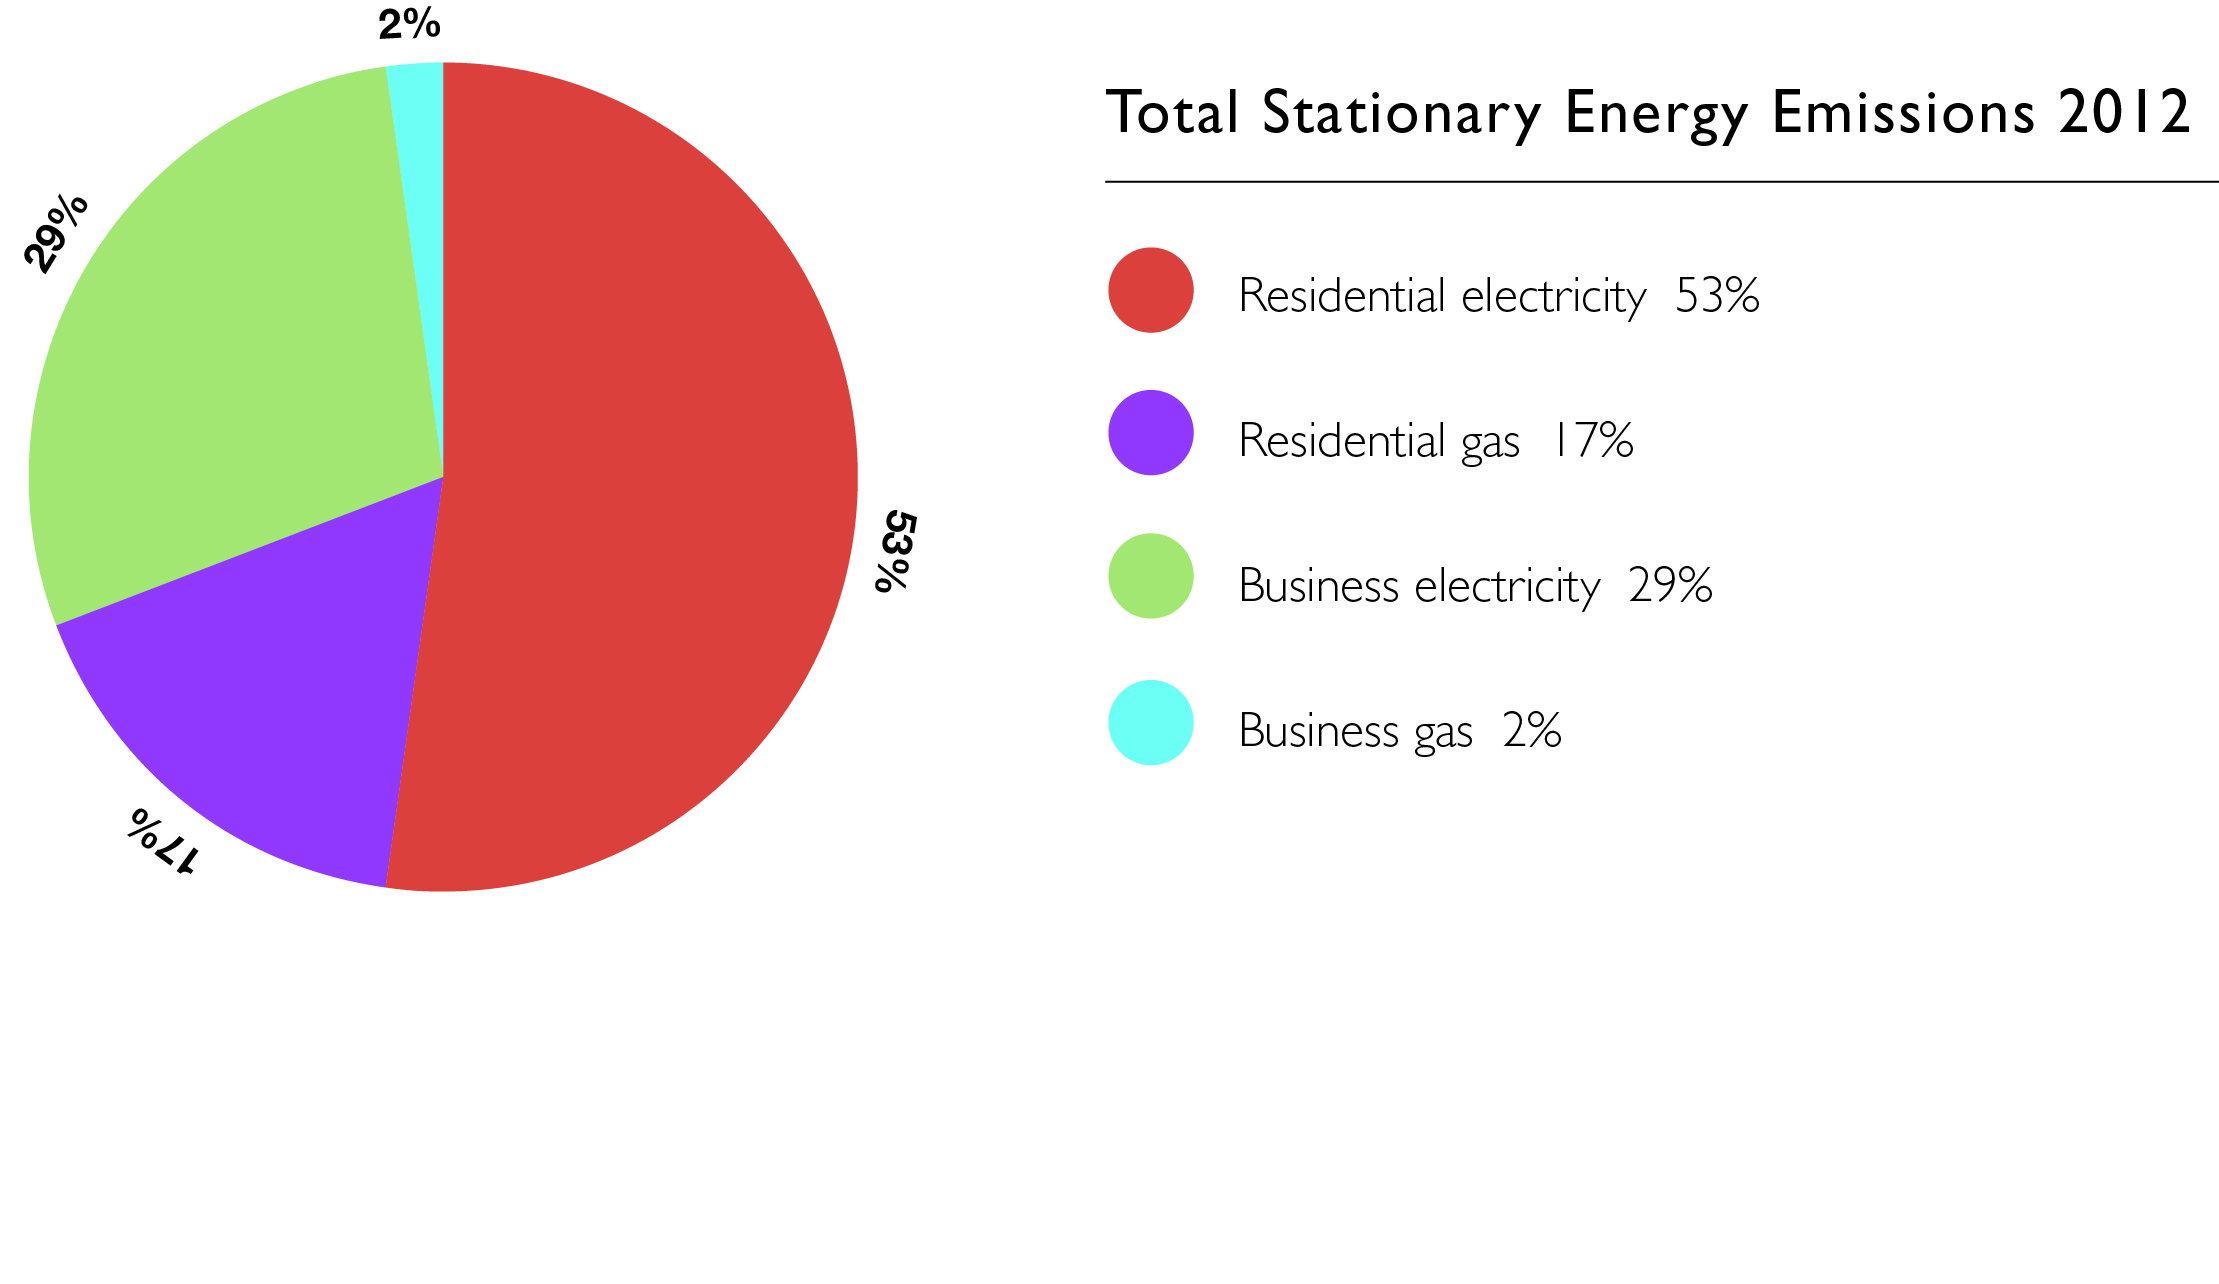 2%
29%
53%
17%
Total Stationary Energy Emissions 2012
Residential electricity 53%
Residential gas 17%
Business electricity 29%
Business gas 2%